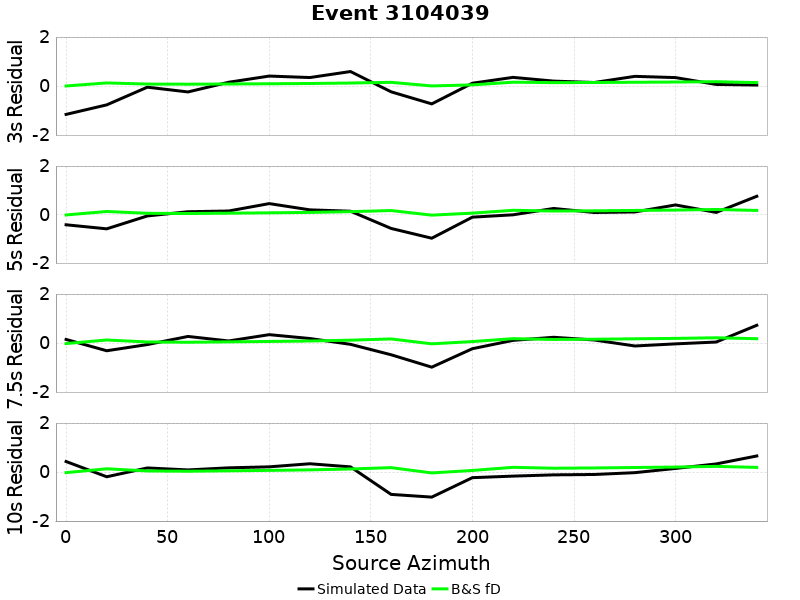 Event 3104039
3s Residual
2
0
-2
5s Residual
2
0
-2
7.5s Residual
2
0
-2
10s Residual
2
0
-2
0 50 100 150 200 250 300
Source Azimuth
Simulated Data B&S fD